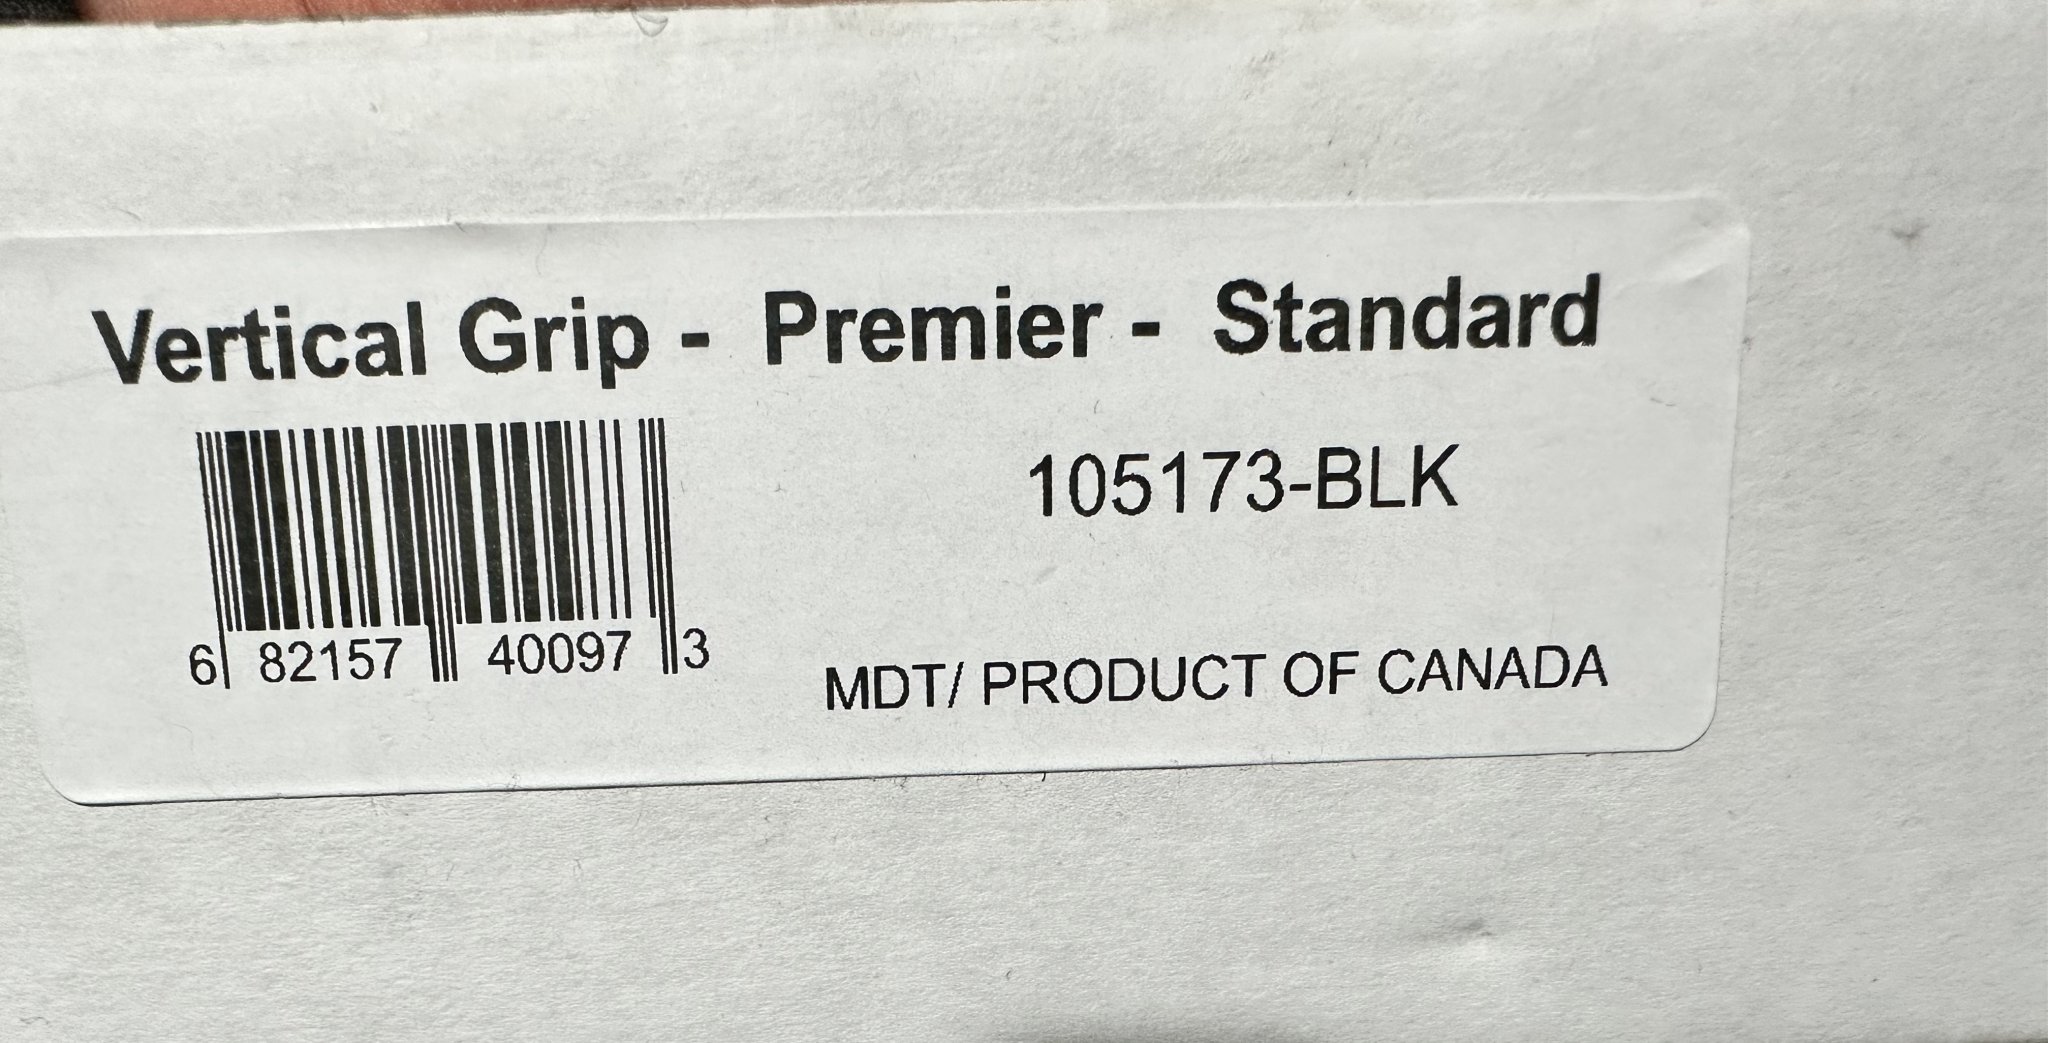 Vertical Grip - Premier - Standard
105173-BLK
6 82157 40097 3
MDT/ PRODUCT OF CANADA